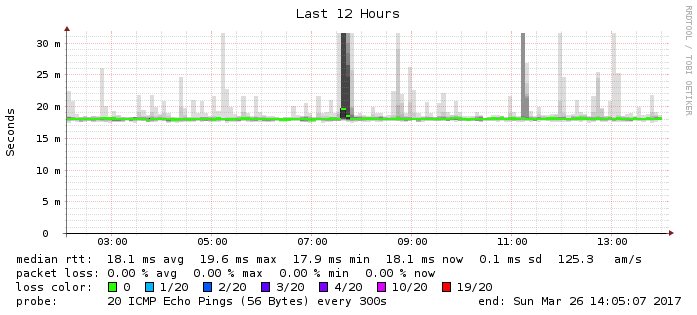 Last 12 Hours
RRDTOOL / TOBI OETIKER
Seconds
30 m
25 m
20 m
15 m
10 m
5 m
0
03:00 05:00 07:00 09:00 11:00 13:00
median rtt: 18.1 ms avg 19.6 ms max 17.9 ms min 18.1 ms now 0.1 ms sd 125.3 am/s
packet loss: 0.00 % avg 0.00 % max 0.00 % min 0.00 % now
loss color: 0 1/20 2/20 3/20 4/20 10/20 19/20
probe: 20 ICMP Echo Pings (56 Bytes) every 300s end: Sun Mar 26 14:05:07 2017